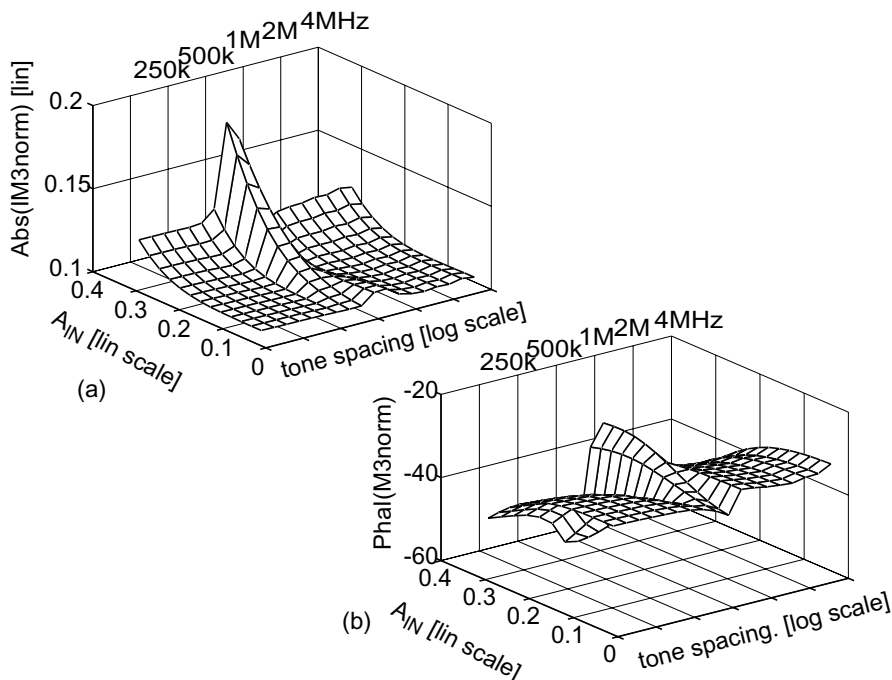 250k 500k 1M 2M 4MHz
Abs(IM3norm) [lin]
0.2
0.15
0.1
0.4
0.3
0.2
0.1
0
A_IN [lin scale]
tone spacing [log scale]
(a)
250k 500k 1M 2M 4MHz
Phal(M3norm)
-20
-40
-60
0.4
0.3
0.2
0.1
0
A_IN [lin scale]
tone spacing. [log scale]
(b)